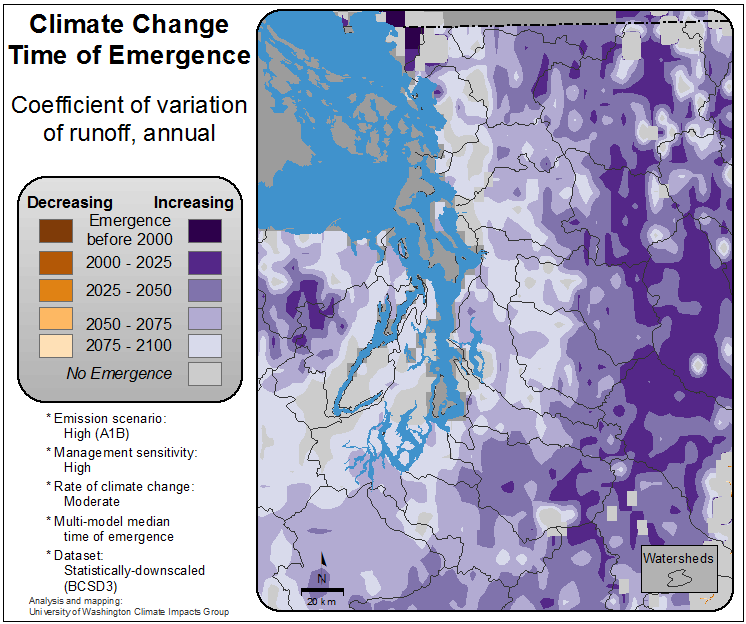 Climate Change
Time of Emergence
Coefficient of variation
of runoff, annual
Decreasing Increasing
Emergence
before 2000
2000 - 2025
2025 - 2050
2050 - 2075
2075 - 2100
No Emergence
* Emission scenario:
High (A1B)
* Management sensitivity:
High
* Rate of climate change:
Moderate
* Multi-model median
time of emergence
* Dataset:
Statistically-downscaled
(BCSD3)
Analysis and mapping:
University of Washington Climate Impacts Group
N
20 km
Watersheds